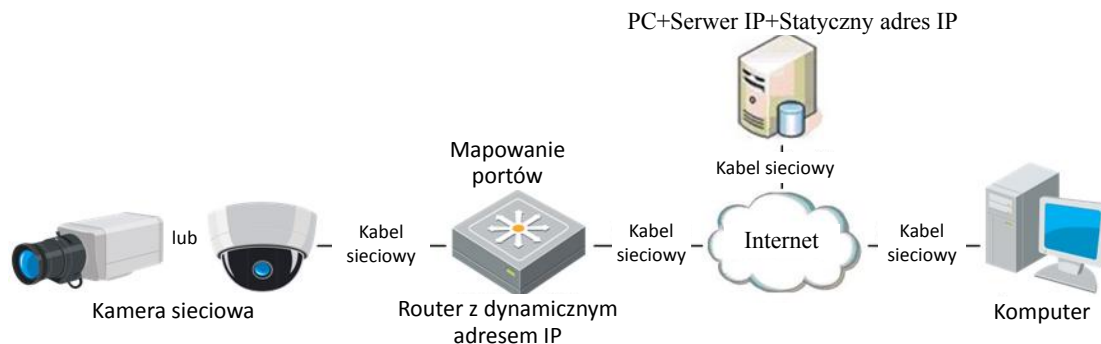 PC+Serwer IP+Statyczny adres IP
Kabel sieciowy
Mapowanie
portów
lub
Kabel
sieciowy
Kabel
sieciowy
Internet
Kabel
sieciowy
Kamera sieciowa
Router z dynamicznym
adresem IP
Komputer